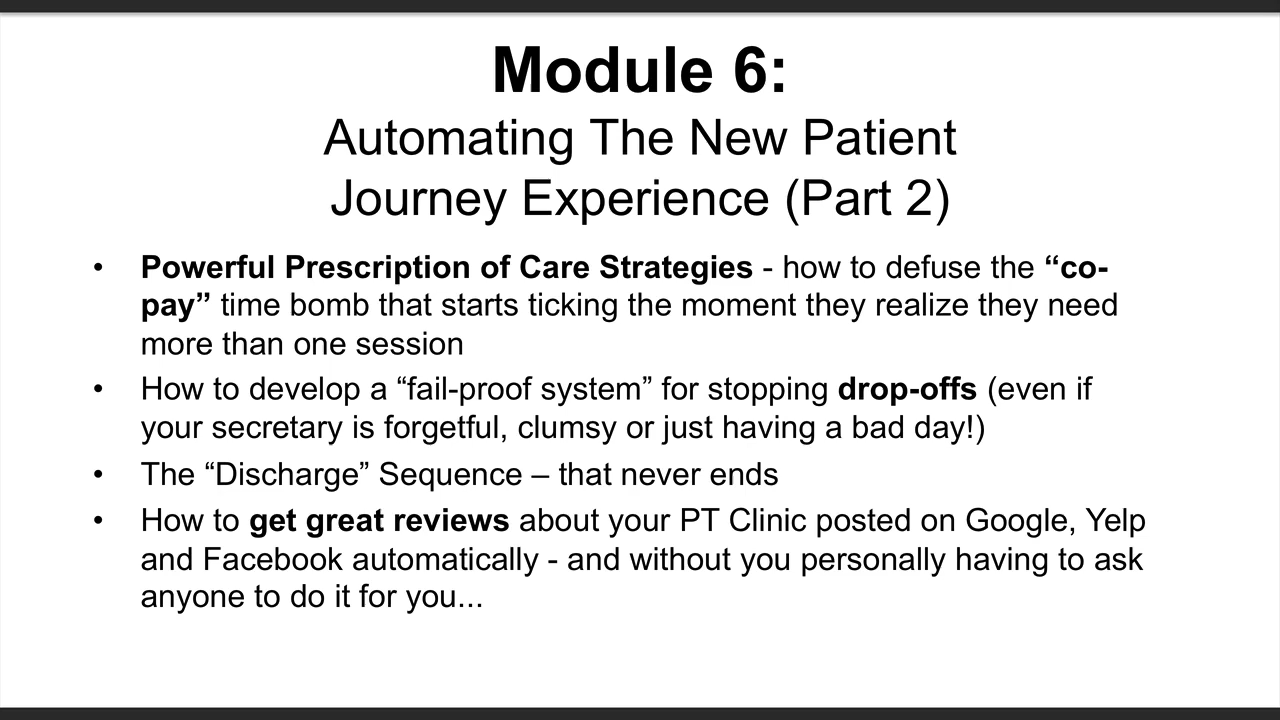 Module 6:
Automating The New Patient
Journey Experience (Part 2)
• Powerful Prescription of Care Strategies - how to defuse the “co-
pay” time bomb that starts ticking the moment they realize they need
more than one session
• How to develop a “fail-proof system” for stopping drop-offs (even if
your secretary is forgetful, clumsy or just having a bad day!)
• The “Discharge” Sequence – that never ends
• How to get great reviews about your PT Clinic posted on Google, Yelp
and Facebook automatically - and without you personally having to ask
anyone to do it for you...